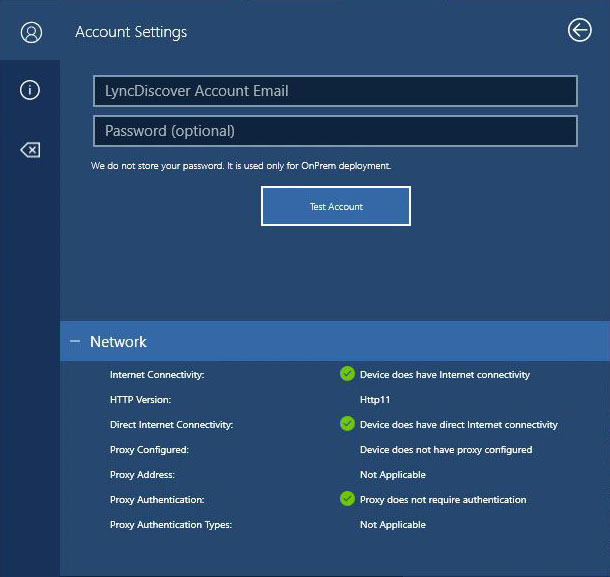 Account Settings
LyncDiscover Account Email
Password (optional)
We do not store your password. It is used only for OnPrem deployment.
Test Account
Network
Internet Connectivity: Device does have Internet connectivity
HTTP Version: Http11
Direct Internet Connectivity: Device does have direct Internet connectivity
Proxy Configured: Device does not have proxy configured
Proxy Address: Not Applicable
Proxy Authentication: Proxy does not require authentication
Proxy Authentication Types: Not Applicable